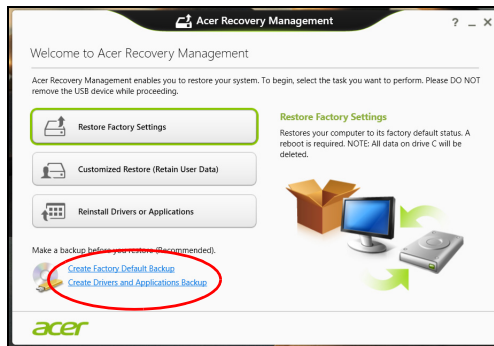 Acer Recovery Management
? _ X
Welcome to Acer Recovery Management
Acer Recovery Management enables you to restore your system. To begin, select the task you want to perform. Please DO NOT
remove the USB device while proceeding.
Restore Factory Settings
Customized Restore (Retain User Data)
Reinstall Drivers or Applications
Restore Factory Settings
Restores your computer to its factory default status. A
reboot is required. NOTE: All data on drive C will be
deleted.
Make a backup before you restore (Recommended).
Create Factory Default Backup
Create Drivers and Applications Backup
acer